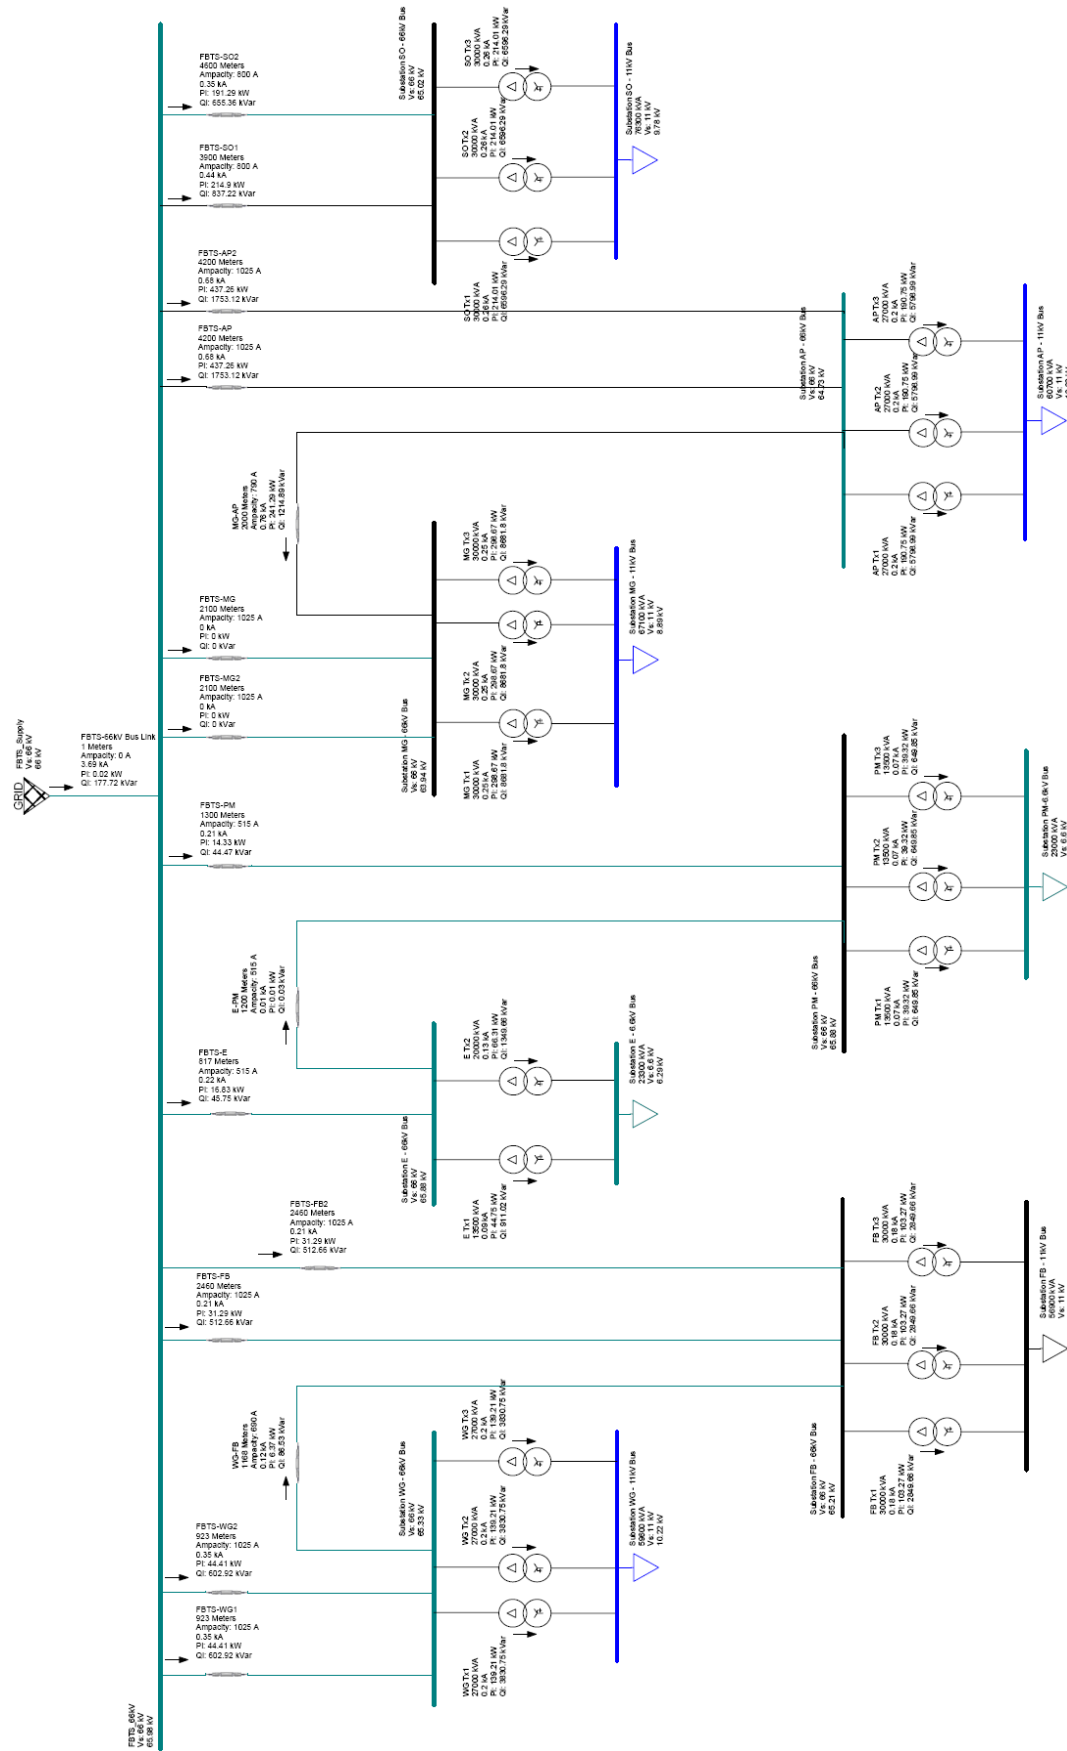 FBTS-SO2
4600 Meters
Ampacity: 800 A
0.35 kA
Pl: 191.29 kW
Ql: 655.36 kVar
FBTS-SO1
3900 Meters
Ampacity: 800 A
0.44 kA
Pl: 214.9 kW
Ql: 837.22 kVar
FBTS-AP2
4200 Meters
Ampacity: 1025 A
0.68 kA
Pl: 437.26 kW
Ql: 1753.12 kVar
FBTS-AP
4200 Meters
Ampacity: 1025 A
0.68 kA
Pl: 437.26 kW
Ql: 1753.12 kVar
FBTS-MG
2100 Meters
Ampacity: 1025 A
0 kA
Pl: 0 kW
Ql: 0 kVar
FBTS-MG2
2100 Meters
Ampacity: 1025 A
0 kA
Pl: 0 kW
Ql: 0 kVar
GRID
FBTS_Supply
Vs: 66 kV
66 kV
FBTS-66kV Bus Link
1 Meters
Ampacity: 0 A
3.69 kA
Pl: 0.02 kW
Ql: 177.72 kVar
FBTS-PM
1300 Meters
Ampacity: 515 A
0.21 kA
Pl: 14.33 kW
Ql: 44.47 kVar
FBTS-E
817 Meters
Ampacity: 515 A
0.22 kA
Pl: 16.83 kW
Ql: 45.75 kVar
FBTS-FB2
2460 Meters
Ampacity: 1025 A
0.21 kA
Pl: 31.29 kW
Ql: 512.66 kVar
FBTS-FB
2460 Meters
Ampacity: 1025 A
0.21 kA
Pl: 31.29 kW
Ql: 512.66 kVar
FBTS-WG2
923 Meters
Ampacity: 1025 A
0.35 kA
Pl: 44.41 kW
Ql: 602.92 kVar
FBTS-WG1
923 Meters
Ampacity: 1025 A
0.35 kA
Pl: 44.41 kW
Ql: 602.92 kVar
FBTS_66kV
Vs: 66 kV
65.98 kV
Substation SO - 66kV Bus
Vs: 66 kV
65.02 kV
SO Tx3
30000 kVA
0.26 kA
Pl: 214.01 kW
Ql: 6596.29 kVar
SO Tx2
30000 kVA
0.26 kA
Pl: 214.01 kW
Ql: 6596.29 kVar
SO Tx1
30000 kVA
0.26 kA
Pl: 214.01 kW
Ql: 6596.29 kVar
Substation SO - 11kV Bus
76300 kVA
Vs: 11 kV
9.78 kV
MG-AP
2000 Meters
Ampacity: 790 A
0.76 kA
Pl: 241.29 kW
Ql: 1214.89 kVar
Substation AP - 66kV Bus
Vs: 66 kV
64.73 kV
AP Tx3
27000 kVA
0.2 kA
Pl: 190.75 kW
Ql: 5798.99 kVar
AP Tx2
27000 kVA
0.2 kA
Pl: 190.75 kW
Ql: 5798.99 kVar
AP Tx1
27000 kVA
0.2 kA
Pl: 190.75 kW
Ql: 5798.99 kVar
Substation AP - 11kV Bus
60700 kVA
Vs: 11 kV
Substation MG - 66kV Bus
Vs: 66 kV
63.94 kV
MG Tx3
30000 kVA
0.25 kA
Pl: 298.67 kW
Ql: 8681.8 kVar
MG Tx2
30000 kVA
0.25 kA
Pl: 298.67 kW
Ql: 8681.8 kVar
MG Tx1
30000 kVA
0.25 kA
Pl: 298.67 kW
Ql: 8681.8 kVar
Substation MG - 11kV Bus
67100 kVA
Vs: 11 kV
8.89 kV
E-PM
1200 Meters
Ampacity: 515 A
0.01 kA
Pl: 0.01 kW
Ql: 0.03 kVar
Substation PM - 66kV Bus
Vs: 66 kV
65.88 kV
PM Tx3
13500 kVA
0.07 kA
Pl: 39.32 kW
Ql: 649.85 kVar
PM Tx2
13500 kVA
0.07 kA
Pl: 39.32 kW
Ql: 649.85 kVar
PM Tx1
13500 kVA
0.07 kA
Pl: 39.32 kW
Ql: 649.85 kVar
Substation PM-6.6kV Bus
23000 kVA
Vs: 6.6 kV
Substation E - 66kV Bus
Vs: 66 kV
65.88 kV
E Tx2
20000 kVA
0.13 kA
Pl: 66.31 kW
Ql: 1349.66 kVar
E Tx1
13500 kVA
0.09 kA
Pl: 44.75 kW
Ql: 911.02 kVar
Substation E - 6.6kV Bus
23300 kVA
Vs: 6.6 kV
6.29 kV
WG-FB
1168 Meters
Ampacity: 690 A
0.12 kA
Pl: 6.37 kW
Ql: 86.53 kVar
Substation FB - 66kV Bus
Vs: 66 kV
65.21 kV
FB Tx3
30000 kVA
0.18 kA
Pl: 103.27 kW
Ql: 2849.66 kVar
FB Tx2
30000 kVA
0.18 kA
Pl: 103.27 kW
Ql: 2849.66 kVar
FB Tx1
30000 kVA
0.18 kA
Pl: 103.27 kW
Ql: 2849.66 kVar
Substation FB - 11kV Bus
56900 kVA
Vs: 11 kV
Substation WG - 66kV Bus
Vs: 66 kV
65.33 kV
WG Tx3
27000 kVA
0.2 kA
Pl: 139.21 kW
Ql: 3830.75 kVar
WG Tx2
27000 kVA
0.2 kA
Pl: 139.21 kW
Ql: 3830.75 kVar
WG Tx1
27000 kVA
0.2 kA
Pl: 139.21 kW
Ql: 3830.75 kVar
Substation WG - 11kV Bus
59600 kVA
Vs: 11 kV
10.22 kV